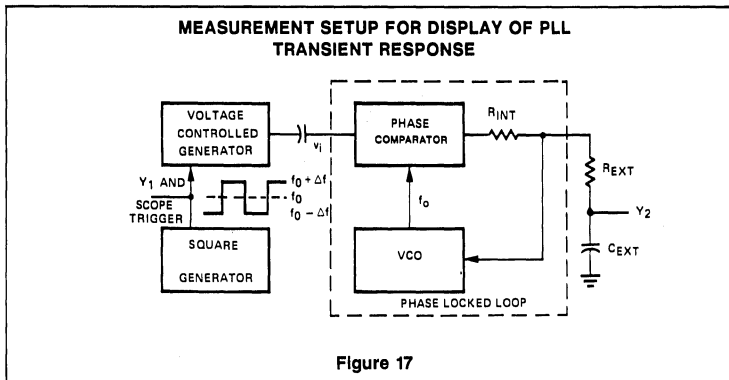 MEASUREMENT SETUP FOR DISPLAY OF PLL
TRANSIENT RESPONSE
VOLTAGE
CONTROLLED
GENERATOR
vi
PHASE
COMPARATOR
RINT
REXT
Y1 AND
SCOPE
TRIGGER
f0 + Δf
f0
f0 − Δf
fo
Y2
SQUARE
GENERATOR
VCO
CEXT
PHASE LOCKED LOOP
Figure 17